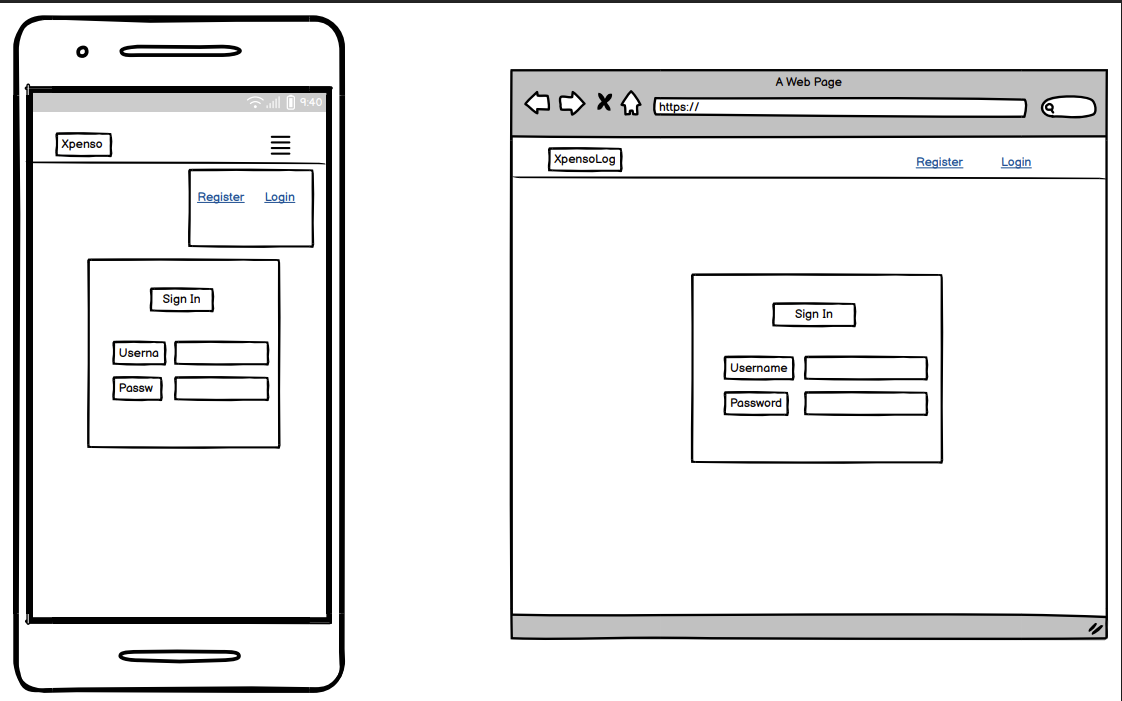 9:40
Xpenso
Register Login
Sign In
Userna
Passw
A Web Page
https://
XpensoLog
Register Login
Sign In
Username
Password